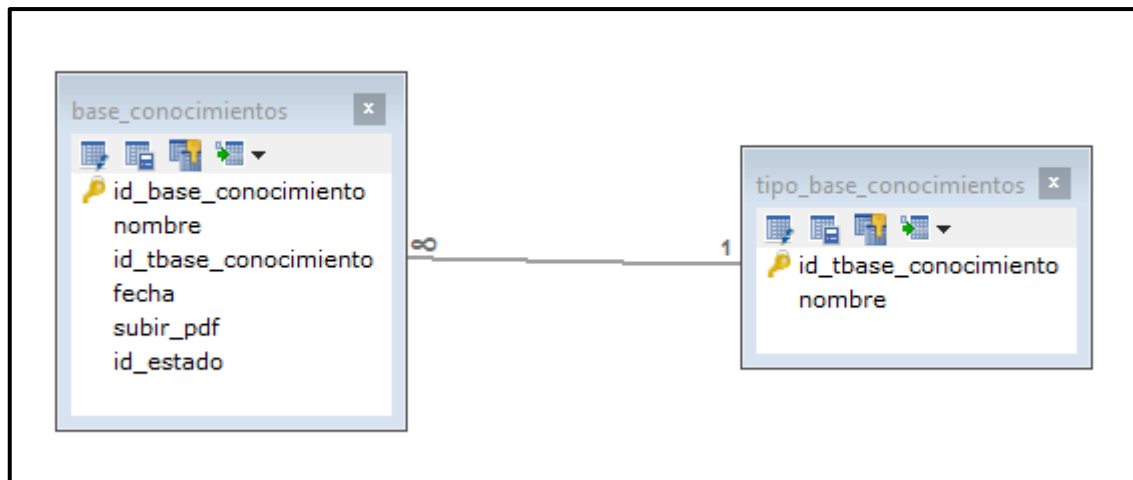 base_conocimientos
id_base_conocimiento
nombre
id_tbase_conocimiento
fecha
subir_pdf
id_estado
∞
1
tipo_base_conocimientos
id_tbase_conocimiento
nombre